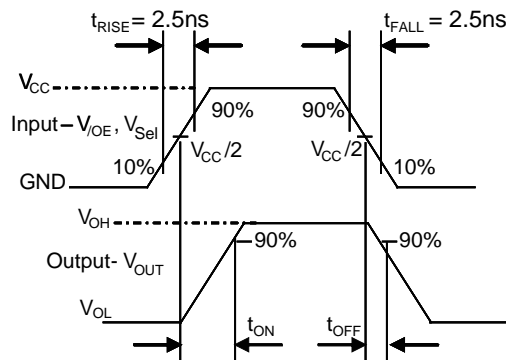 tRISE = 2.5ns
tFALL = 2.5ns
VCC
90%
90%
Input– V/OE , VSel
VCC/2
VCC/2
10%
10%
GND
VOH
90%
90%
Output- VOUT
VOL
tON
tOFF